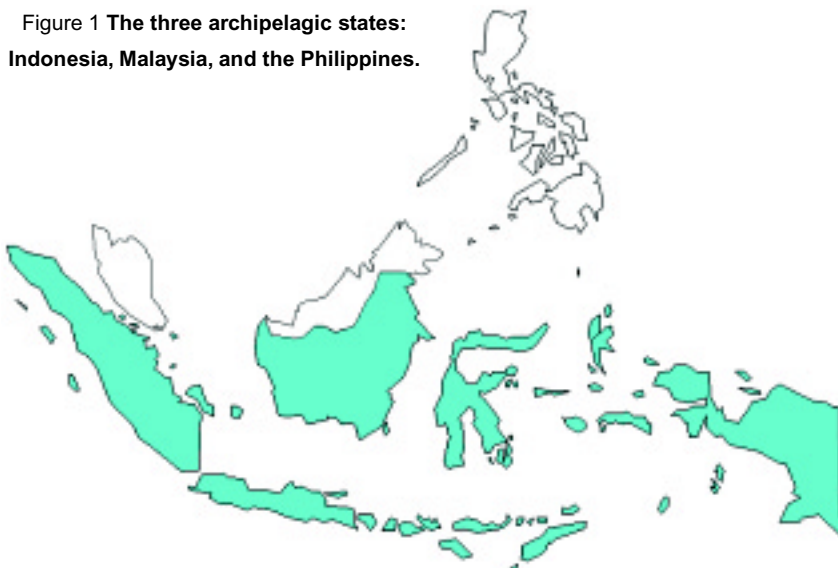 Figure 1 The three archipelagic states:
Indonesia, Malaysia, and the Philippines.